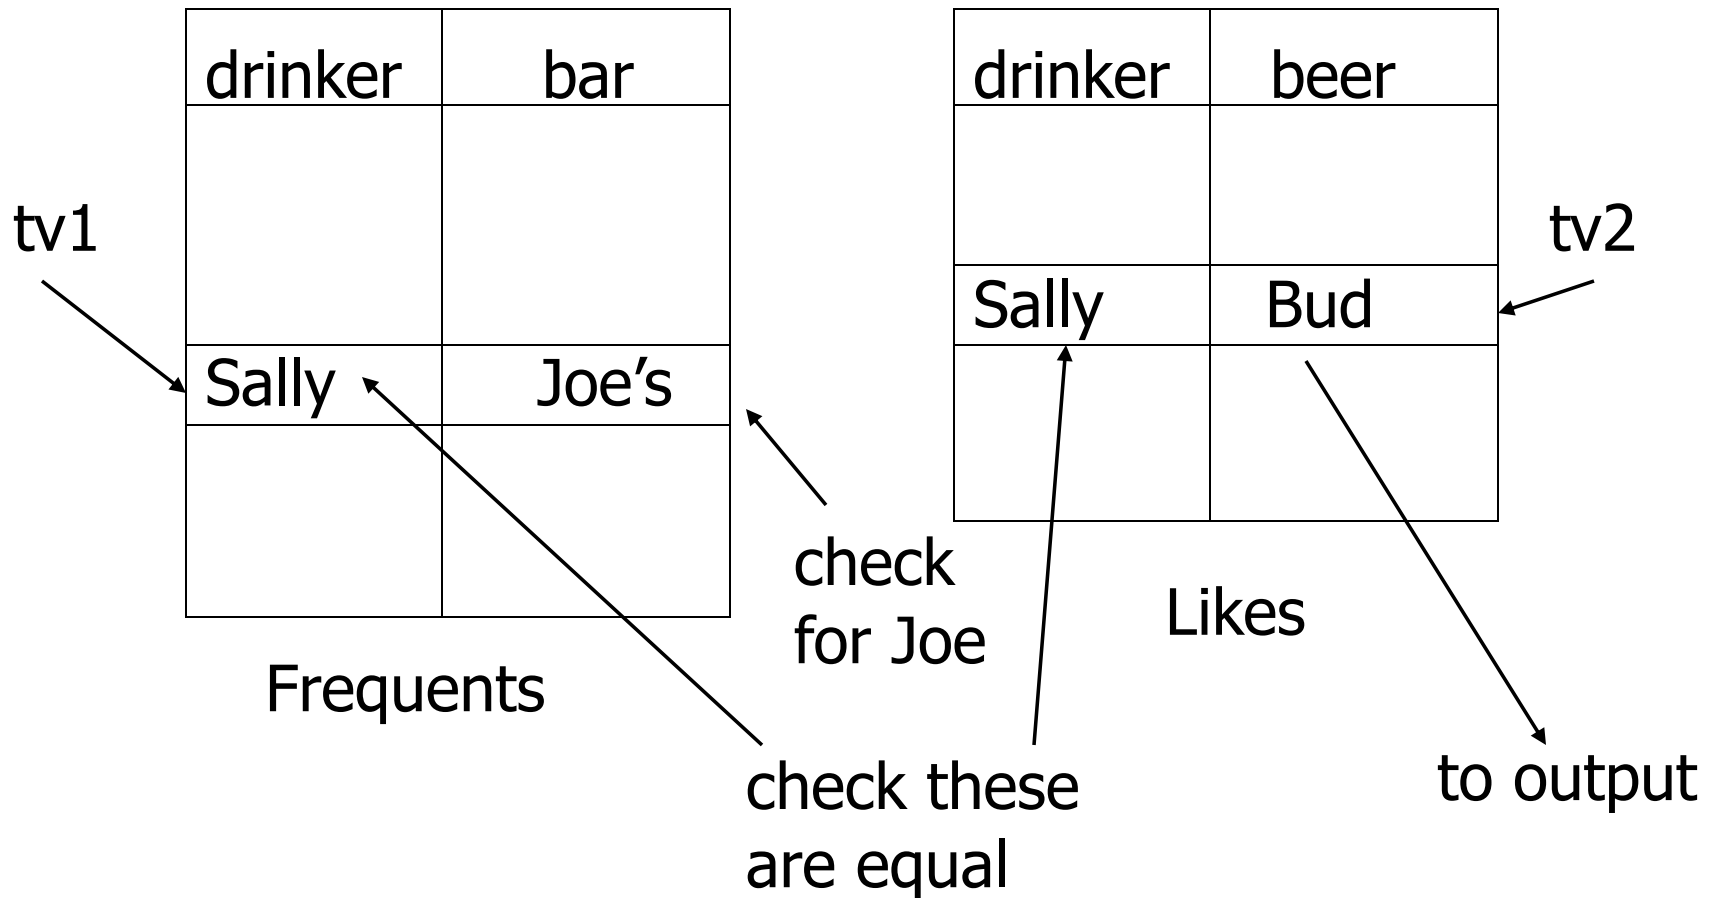 drinker bar
drinker beer
tv1
tv2
Sally Bud
Sally Joe’s
check
for Joe
Likes
Frequents
check these
are equal
to output